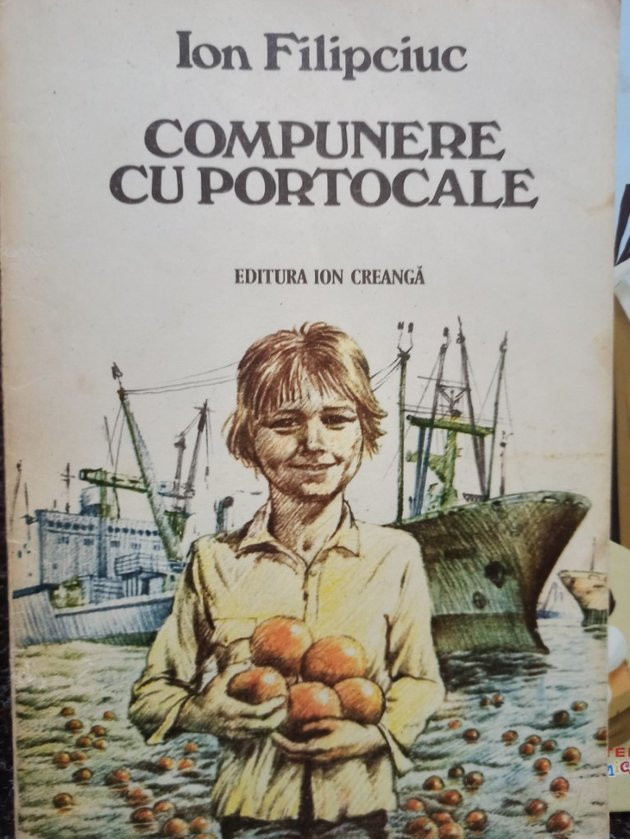 Ion Filipciuc
COMPUNERE
CU PORTOCALE
EDITURA ION CREANGĂ